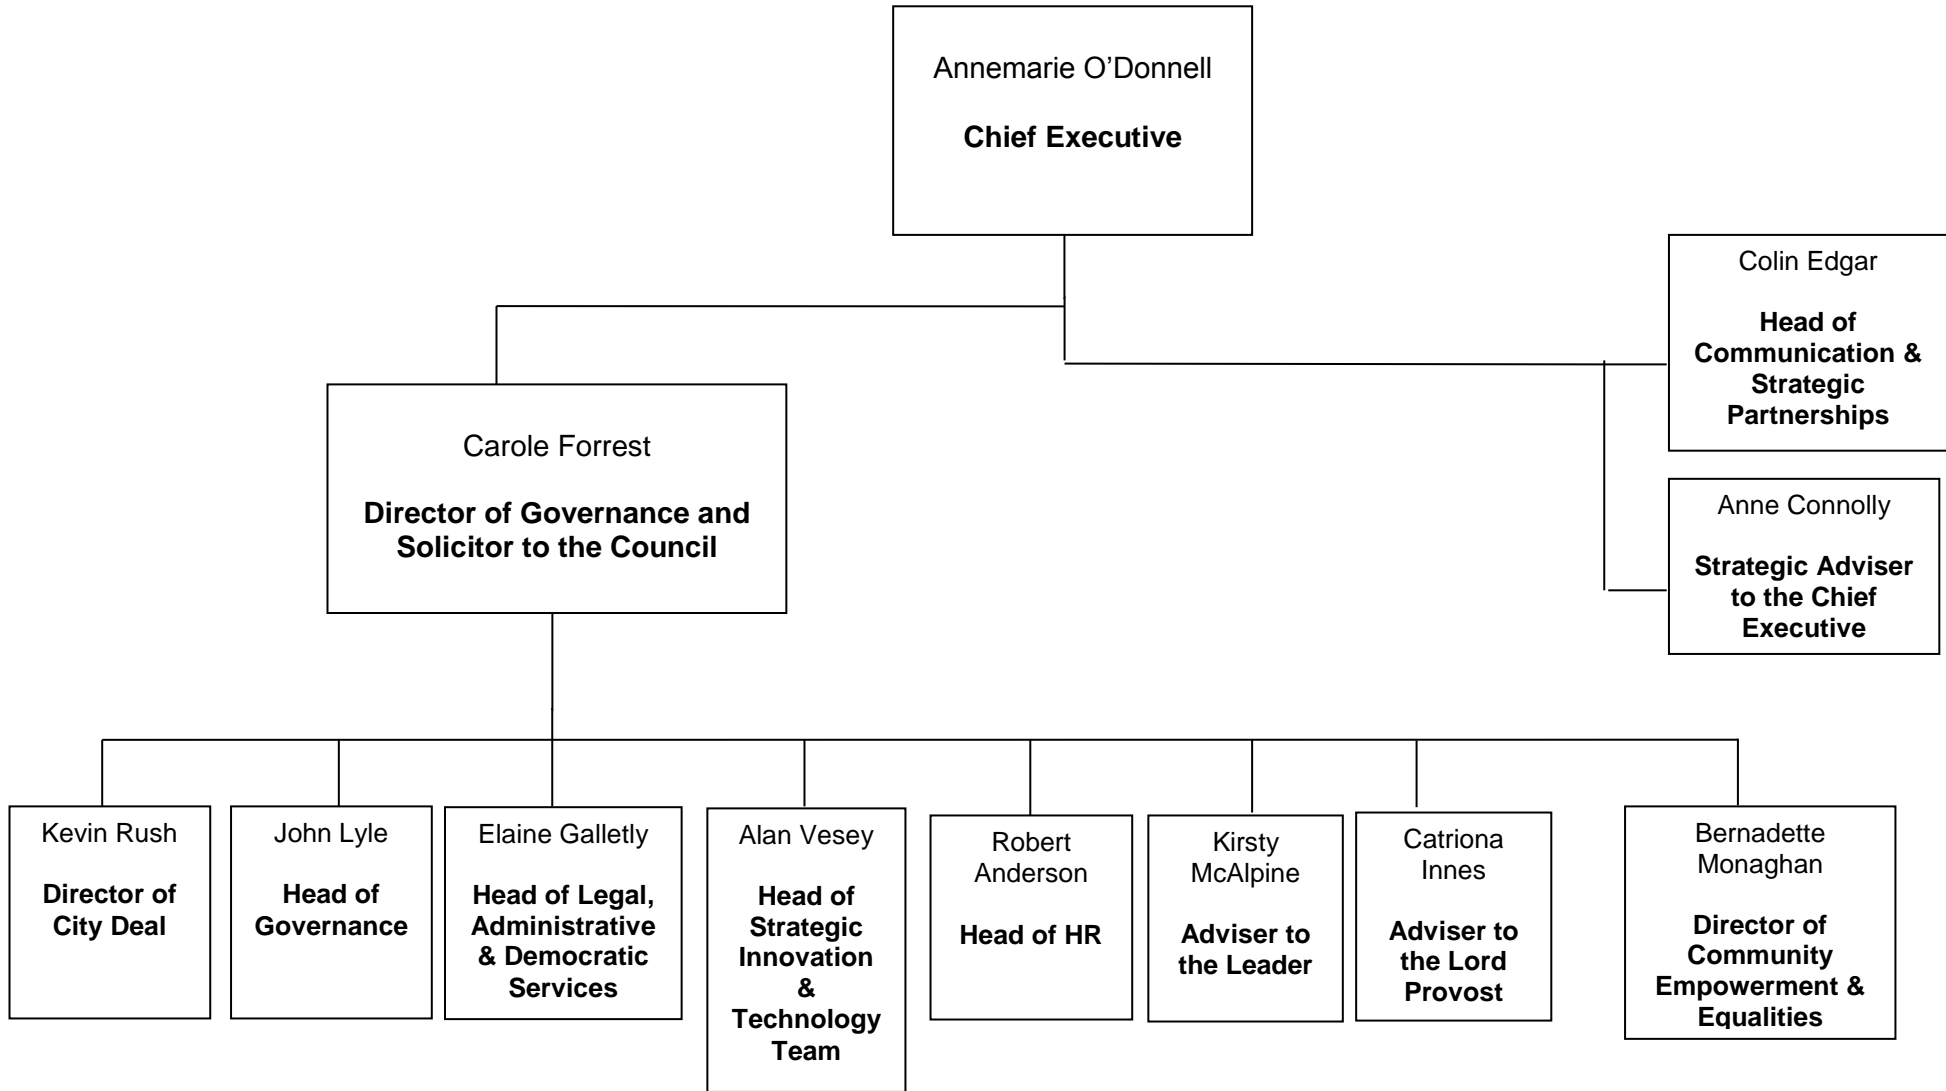 Annemarie O’Donnell
Chief Executive
Colin Edgar
Head of
Communication &
Strategic
Partnerships
Carole Forrest
Director of Governance and
Solicitor to the Council
Anne Connolly
Strategic Adviser
to the Chief
Executive
Kevin Rush
Director of
City Deal
John Lyle
Head of
Governance
Elaine Galletly
Head of Legal,
Administrative
& Democratic
Services
Alan Vesey
Head of
Strategic
Innovation
&
Technology
Team
Robert
Anderson
Head of HR
Kirsty
McAlpine
Adviser to
the Leader
Catriona
Innes
Adviser to
the Lord
Provost
Bernadette
Monaghan
Director of
Community
Empowerment &
Equalities